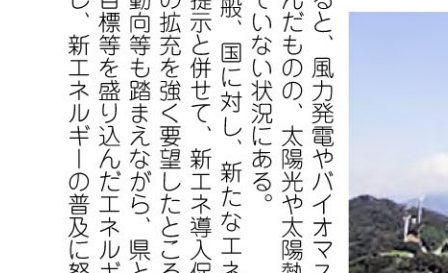 ると、風力発電やバイオマス
んだものの、太陽光や太陽熱
ていない状況にある。
般、国に対し、新たなエネ
提示と併せて、新エネ導入促
の拡充を強く要望したところ
動向等も踏まえながら、県と
目標等を盛り込んだエネルギ
し、新エネルギーの普及に努